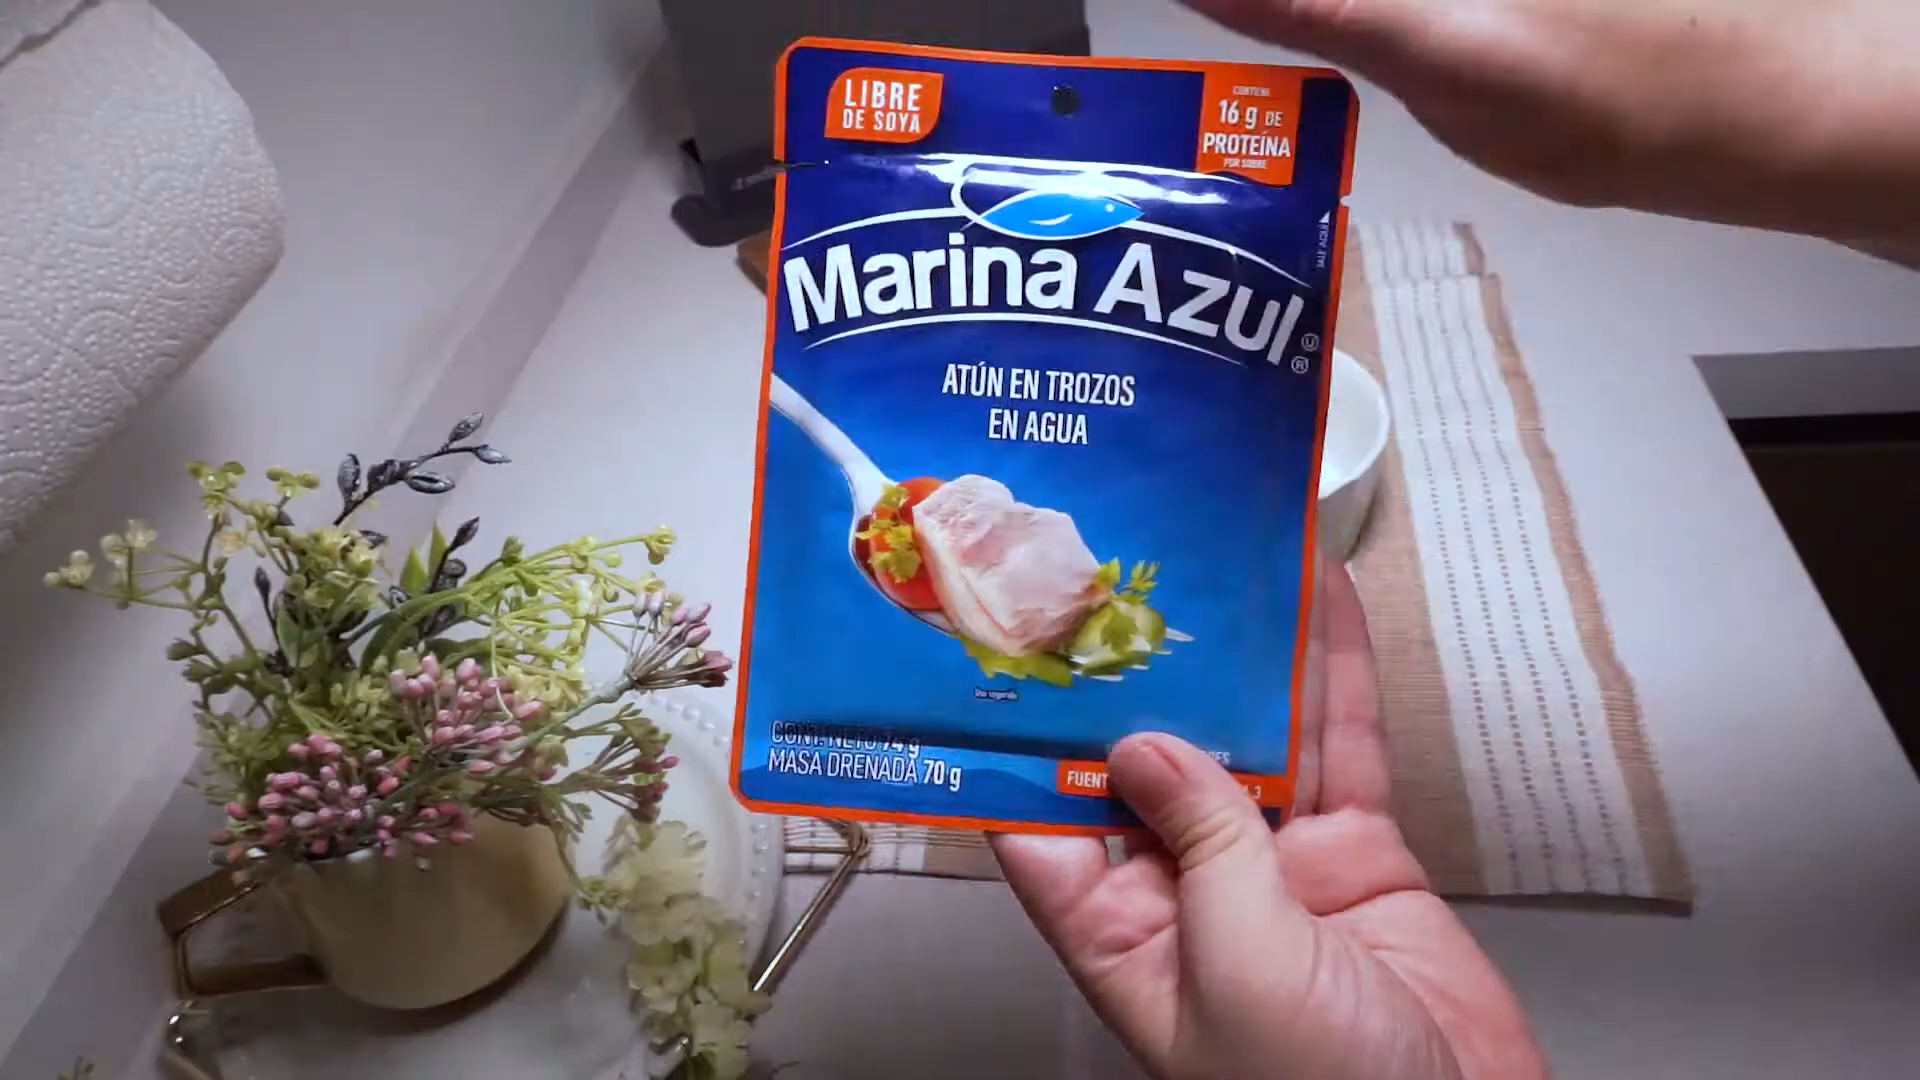 LIBRE
DE SOYA
CONTIENE
16 g DE
PROTEÍNA
POR SOBRE
Marina Azul
ATÚN EN TROZOS
EN AGUA
CONT. NETO 74 g
MASA DRENADA 70 g